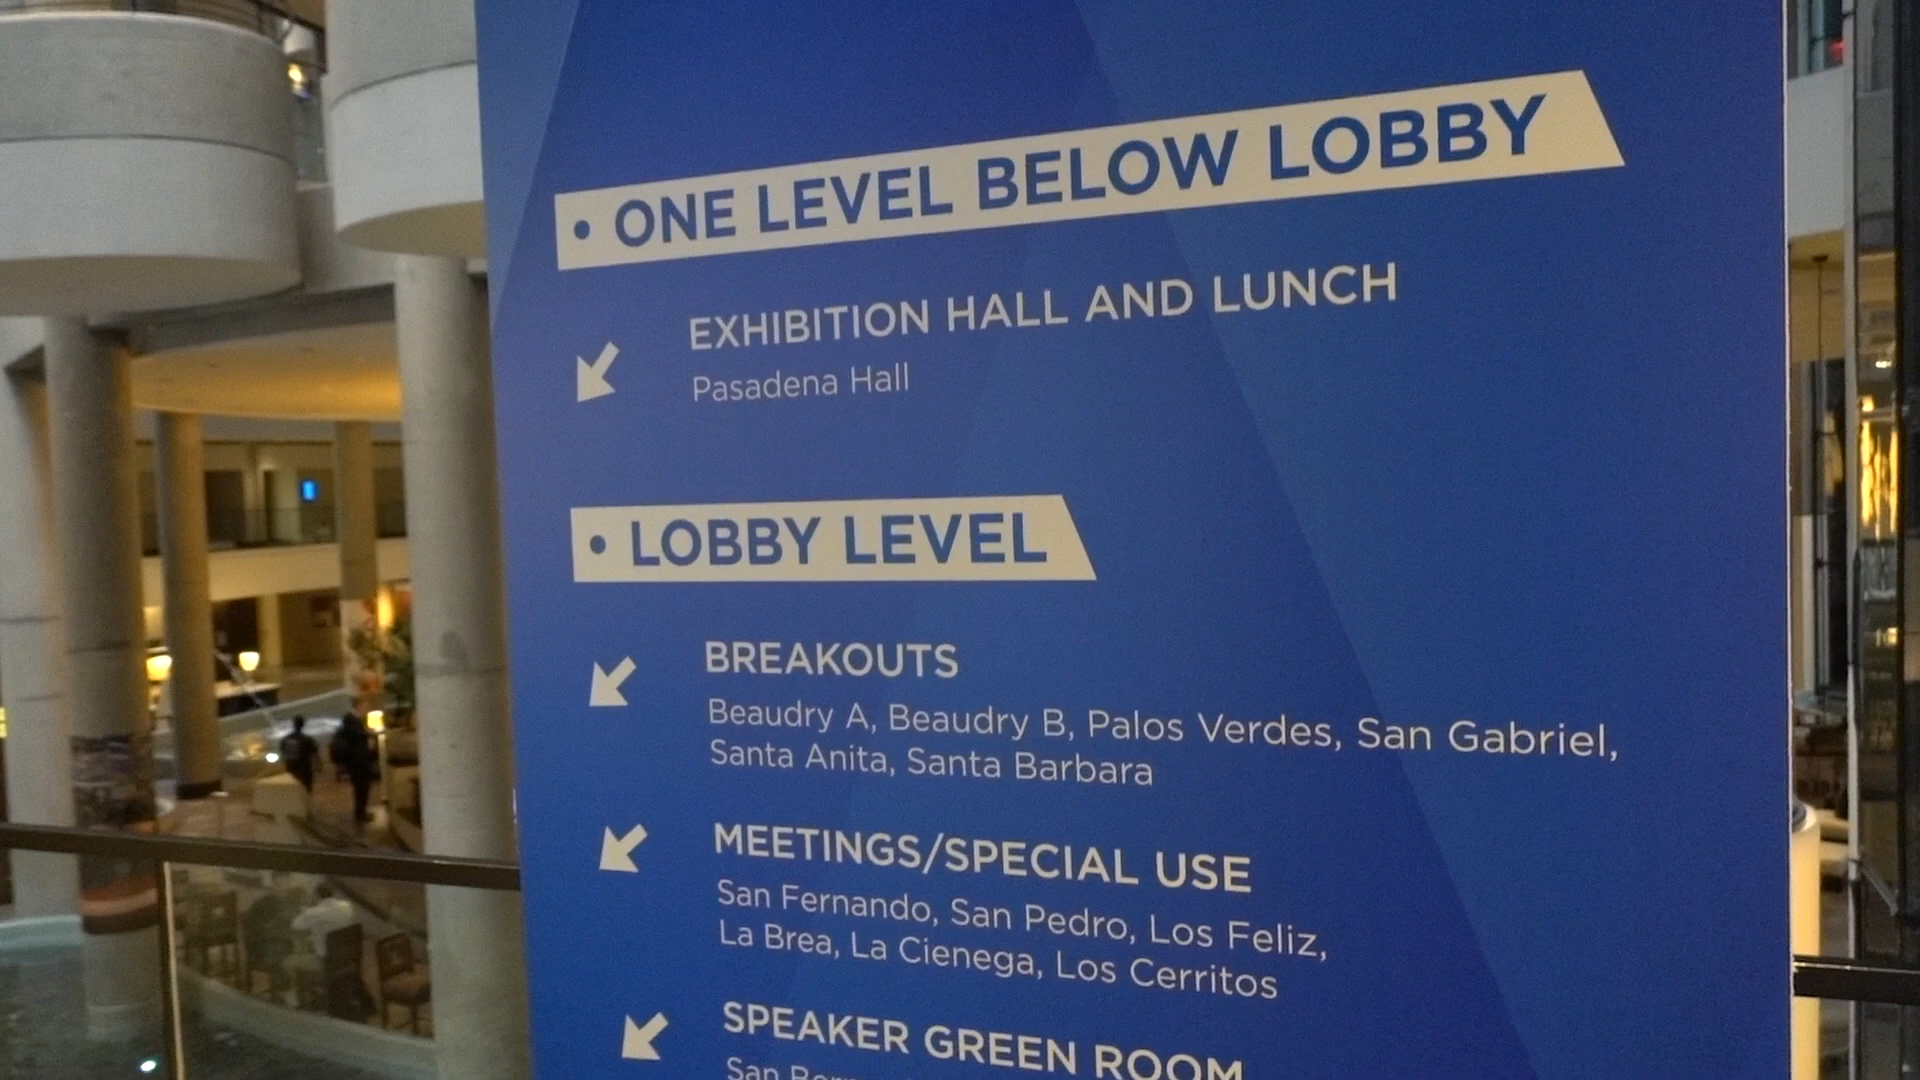 • ONE LEVEL BELOW LOBBY
EXHIBITION HALL AND LUNCH
Pasadena Hall
• LOBBY LEVEL
BREAKOUTS
Beaudry A, Beaudry B, Palos Verdes, San Gabriel,
Santa Anita, Santa Barbara
MEETINGS/SPECIAL USE
San Fernando, San Pedro, Los Feliz,
La Brea, La Cienega, Los Cerritos
SPEAKER GREEN ROOM
San